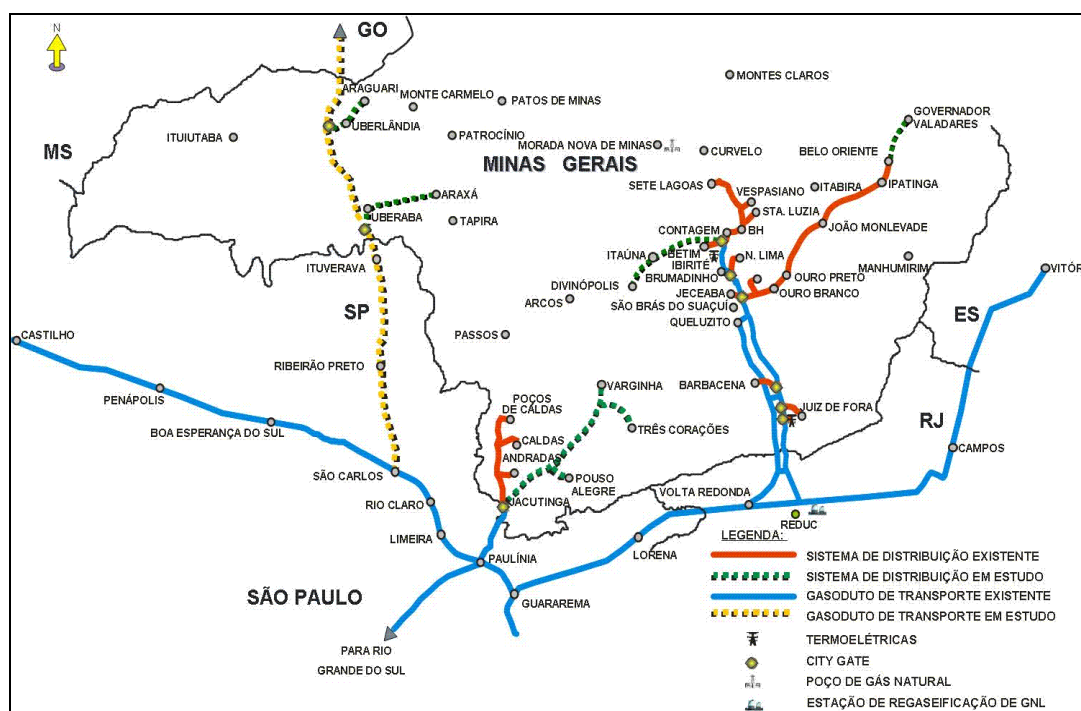 N
GO
ARAGUARI
MONTE CARMELO
PATOS DE MINAS
MONTES CLAROS
GOVERNADOR
VALADARES
ITUIUTABA
UBERLÂNDIA
PATROCÍNIO
MORADA NOVA DE MINAS
CURVELO
BELO ORIENTE
MS
MINAS GERAIS
SETE LAGOAS
VESPASIANO
ITABIRA
IPATINGA
ARAXÁ
UBERABA
TAPIRA
STA. LUZIA
CONTAGEM
BH
JOÃO MONLEVADE
ITUVERAVA
ITAÚNA
BETIM
IBIRITÉ
N. LIMA
BRUMADINHO
MANHUMIRIM
VITÓR
DIVINÓPOLIS
OURO PRETO
JECEABA
OURO BRANCO
ARCOS
SÃO BRÁS DO SUAÇUÍ
QUELUZITO
SP
ES
CASTILHO
PASSOS
RIBEIRÃO PRETO
PENÁPOLIS
VARGINHA
BARBACENA
POÇOS
DE CALDAS
JUIZ DE FORA
RJ
BOA ESPERANÇA DO SUL
TRÊS CORAÇÕES
CALDAS
ANDRADAS
CAMPOS
SÃO CARLOS
POUSO
ALEGRE
VOLTA REDONDA
RIO CLARO
JACUTINGA
REDUC
LIMEIRA
LORENA
PAULÍNIA
SÃO PAULO
GUARAREMA
PARA RIO
GRANDE DO SUL
LEGENDA:
SISTEMA DE DISTRIBUIÇÃO EXISTENTE
SISTEMA DE DISTRIBUIÇÃO EM ESTUDO
GASODUTO DE TRANSPORTE EXISTENTE
GASODUTO DE TRANSPORTE EM ESTUDO
TERMOELÉTRICAS
CITY GATE
POÇO DE GÁS NATURAL
ESTAÇÃO DE REGASEIFICAÇÃO DE GNL